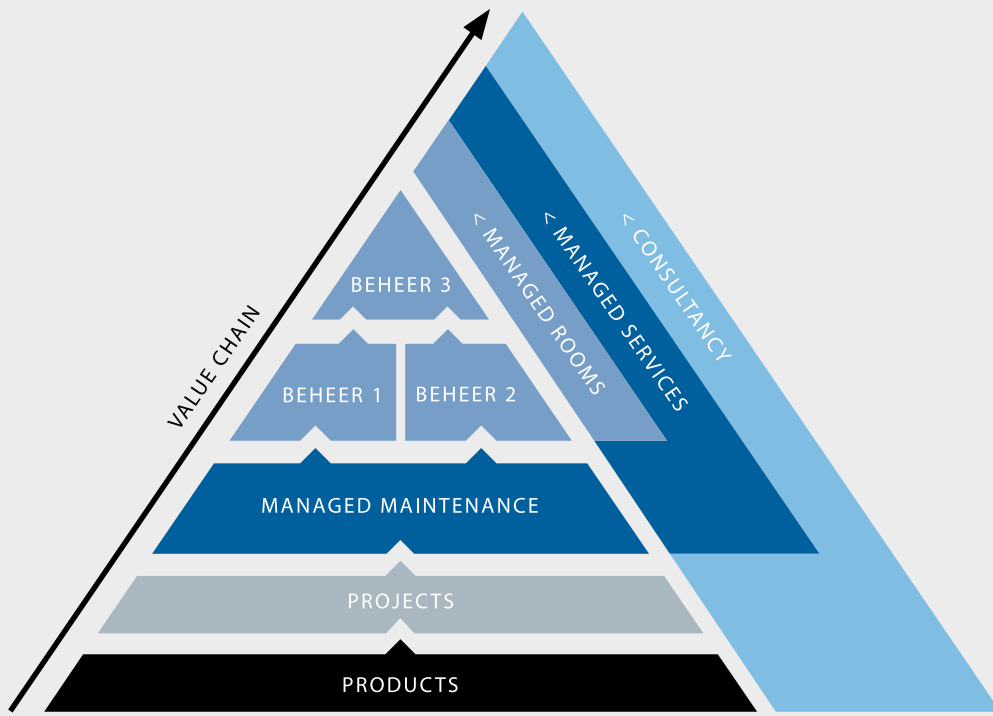 VALUE CHAIN
BEHEER 3
BEHEER 1
BEHEER 2
MANAGED MAINTENANCE
PROJECTS
PRODUCTS
< MANAGED ROOMS
< MANAGED SERVICES
< CONSULTANCY